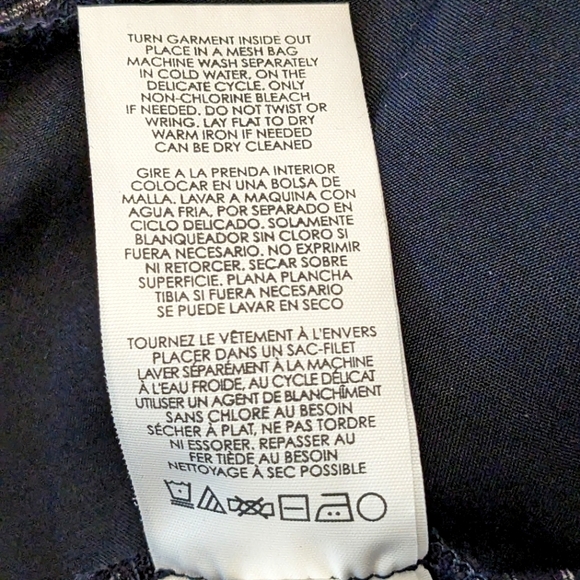 TURN GARMENT INSIDE OUT
PLACE IN A MESH BAG
MACHINE WASH SEPARATELY
IN COLD WATER, ON THE
DELICATE CYCLE. ONLY
NON-CHLORINE BLEACH
IF NEEDED. DO NOT TWIST OR
WRING. LAY FLAT TO DRY
WARM IRON IF NEEDED
CAN BE DRY CLEANED
GIRE A LA PRENDA INTERIOR
COLOCAR EN UNA BOLSA DE
MALLA. LAVAR A MAQUINA CON
AGUA FRIA, POR SEPARADO EN
CICLO DELICADO. SOLAMENTE
BLANQUEADOR SIN CLORO SI
FUERA NECESARIO. NO EXPRIMIR
NI RETORCER. SECAR SOBRE
SUPERFICIE. PLANA PLANCHA
TIBIA SI FUERA NECESARIO
SE PUEDE LAVAR EN SECO
TOURNEZ LE VÊTEMENT À L'ENVERS
PLACER DANS UN SAC-FILET
LAVER SÉPARÉMENT À LA MACHINE
À L'EAU FROIDE, AU CYCLE DÉLICAT
UTILISER UN AGENT DE BLANCHÎMENT
SANS CHLORE AU BESOIN
SÉCHER À PLAT, NE PAS TORDRE
NI ESSORER. REPASSER AU
FER TIÈDE AU BESOIN
NETTOYAGE À SEC POSSIBLE